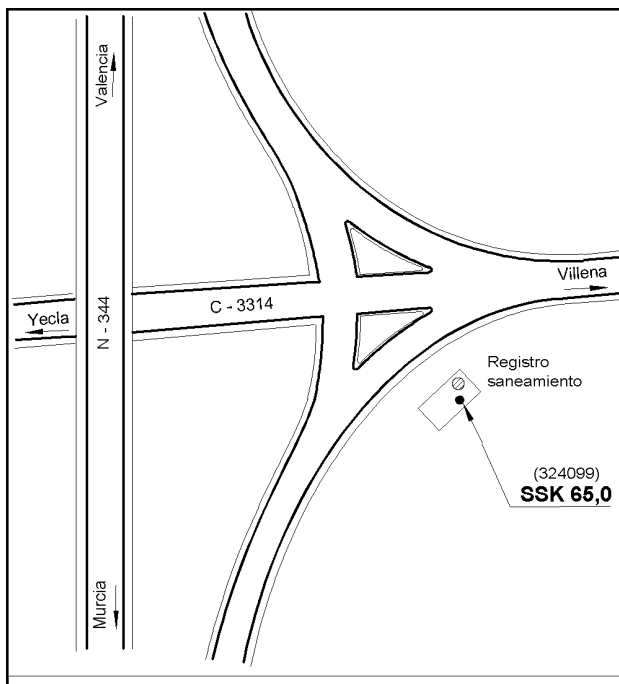 Valencia
Villena
Yecla
N - 344
C - 3314
Registro
saneamiento
(324099)
SSK 65,0
Murcia